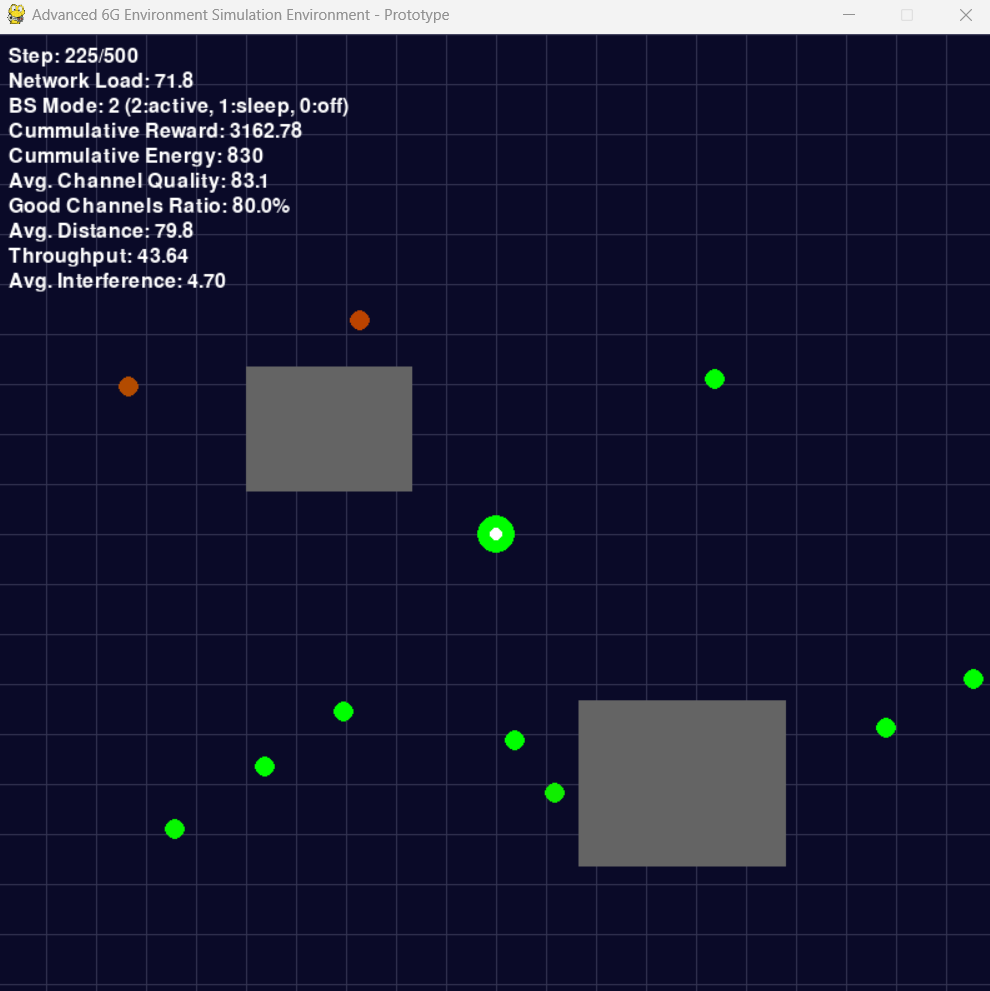 Advanced 6G Environment Simulation Environment - Prototype
Step: 225/500
Network Load: 71.8
BS Mode: 2 (2:active, 1:sleep, 0:off)
Cummulative Reward: 3162.78
Cummulative Energy: 830
Avg. Channel Quality: 83.1
Good Channels Ratio: 80.0%
Avg. Distance: 79.8
Throughput: 43.64
Avg. Interference: 4.70